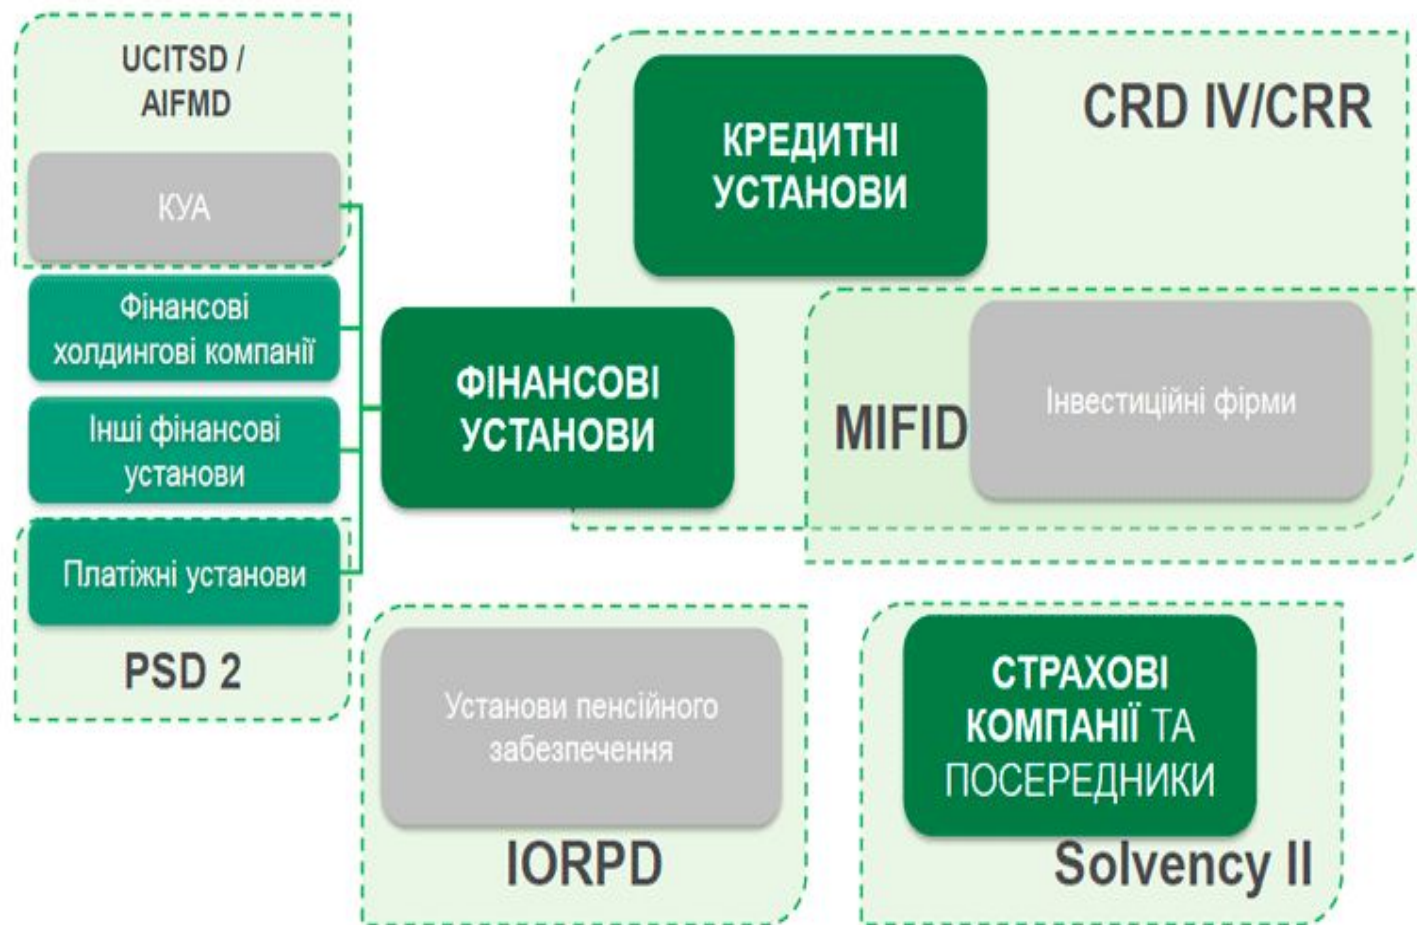 UCITSD /
AIFMD
КУА
Фінансові
холдингові компанії
Інші фінансові
установи
Платіжні установи
PSD 2
ФІНАНСОВІ
УСТАНОВИ
КРЕДИТНІ
УСТАНОВИ
CRD IV/CRR
MIFID
Інвестиційні фірми
Установи пенсійного
забезпечення
IORPD
СТРАХОВІ
КОМПАНІЇ ТА
ПОСЕРЕДНИКИ
Solvency II